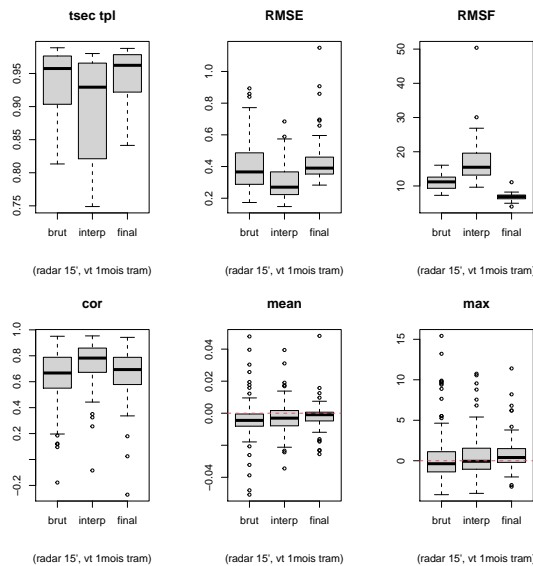 tsec tpl
0.75 0.80 0.85 0.90 0.95
brut interp final
(radar 15', vt 1mois tram)
RMSE
0.2 0.4 0.6 0.8 1.0
brut interp final
(radar 15', vt 1mois tram)
RMSF
10 20 30 40 50
brut interp final
(radar 15', vt 1mois tram)
cor
−0.2 0.2 0.4 0.6 0.8 1.0
brut interp final
(radar 15', vt 1mois tram)
mean
−0.04 0.00 0.02 0.04
brut interp final
(radar 15', vt 1mois tram)
max
0 5 10 15
brut interp final
(radar 15', vt 1mois tram)